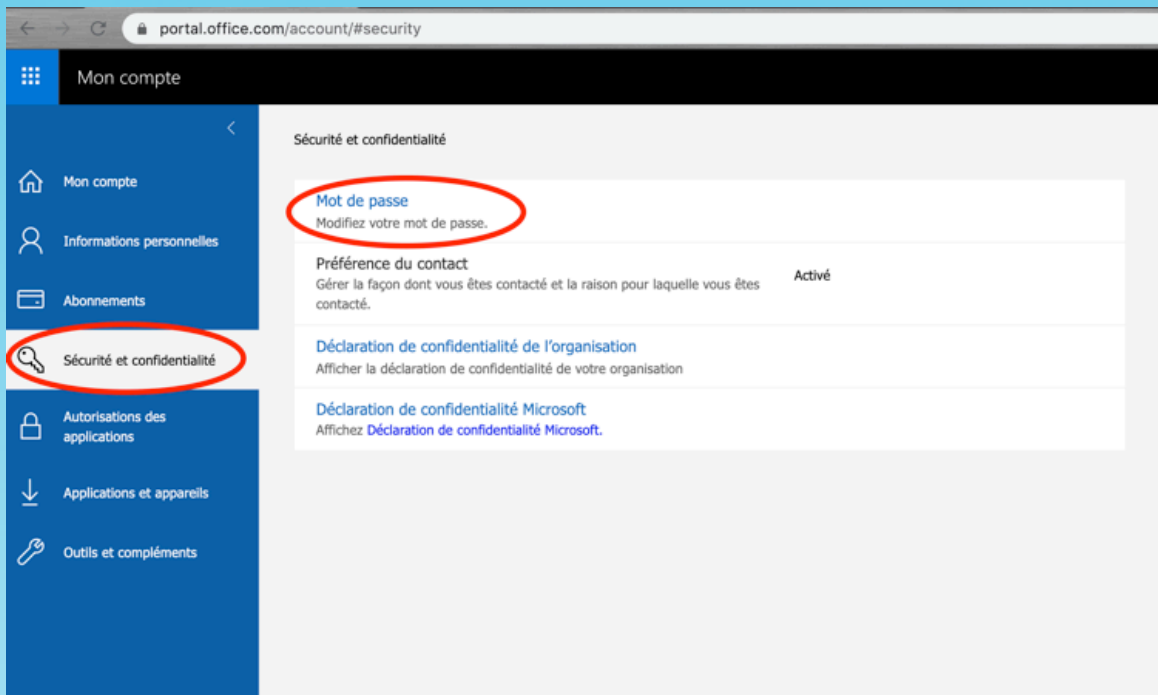 portal.office.com/account/#security
Mon compte
Sécurité et confidentialité
Mon compte
Informations personnelles
Abonnements
Sécurité et confidentialité
Autorisations des
applications
Applications et appareils
Outils et compléments
Mot de passe
Modifiez votre mot de passe.
Préférence du contact
Gérer la façon dont vous êtes contacté et la raison pour laquelle vous êtes
contacté.
Activé
Déclaration de confidentialité de l'organisation
Afficher la déclaration de confidentialité de votre organisation
Déclaration de confidentialité Microsoft
Affichez Déclaration de confidentialité Microsoft.